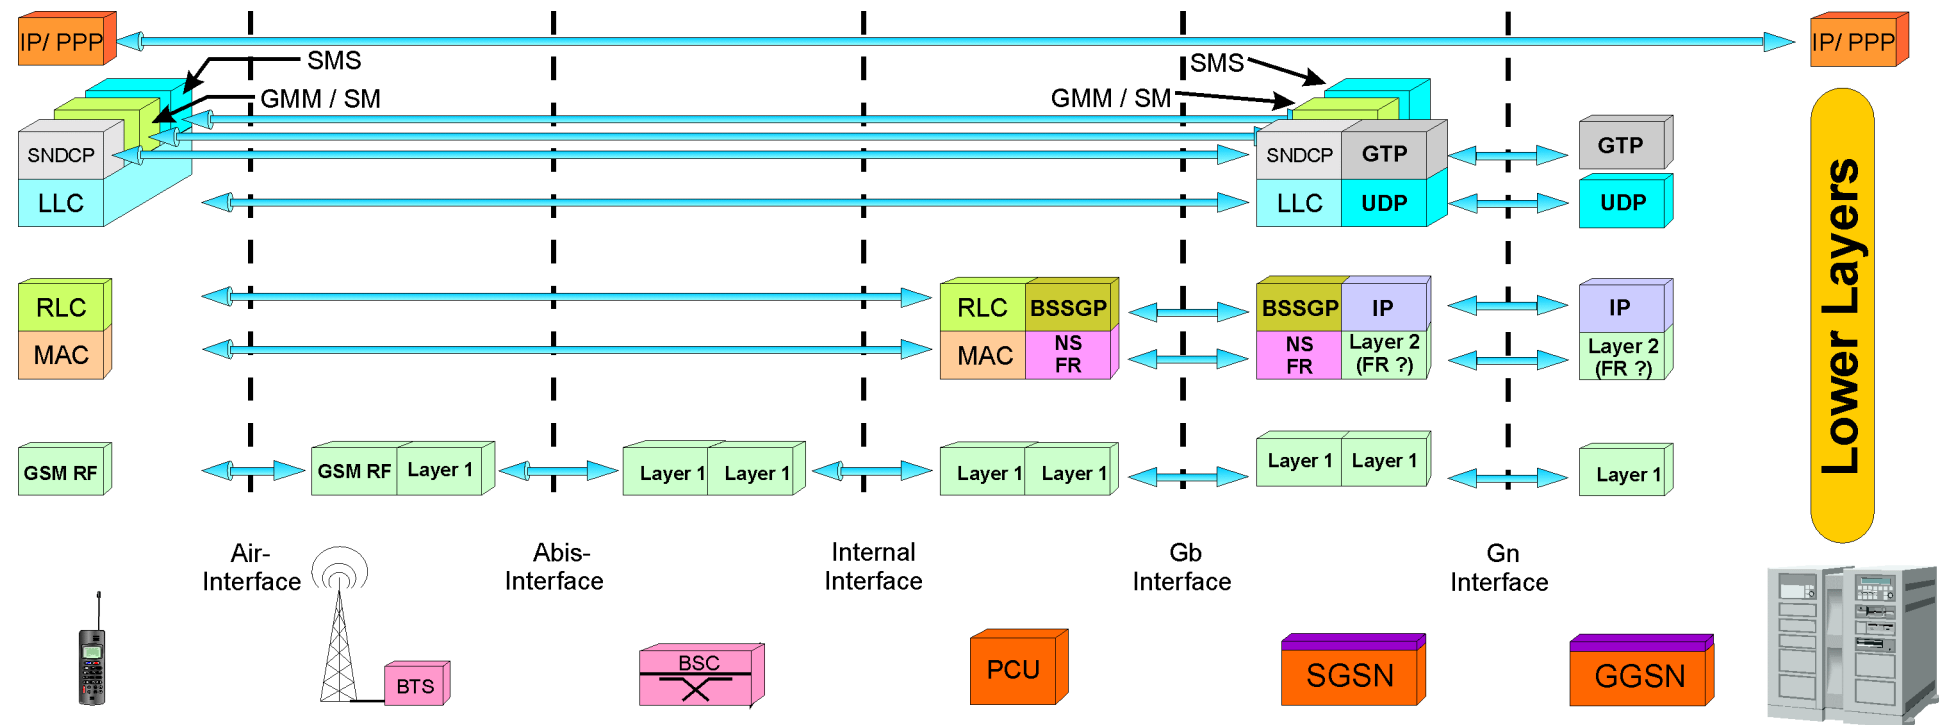 IP/ PPP
IP/ PPP
SMS
SMS
GMM / SM
GMM / SM
SNDCP
SNDCP
GTP
GTP
LLC
LLC
UDP
UDP
RLC
RLC
BSSGP
BSSGP
IP
IP
MAC
MAC
NS
FR
NS
FR
Layer 2
(FR ?)
Layer 2
(FR ?)
GSM RF
GSM RF
Layer 1
Layer 1
Layer 1
Layer 1
Layer 1
Layer 1
Layer 1
Layer 1
Lower Layers
Air-
Interface
Abis-
Interface
Internal
Interface
Gb
Interface
Gn
Interface
BTS
BSC
PCU
SGSN
GGSN